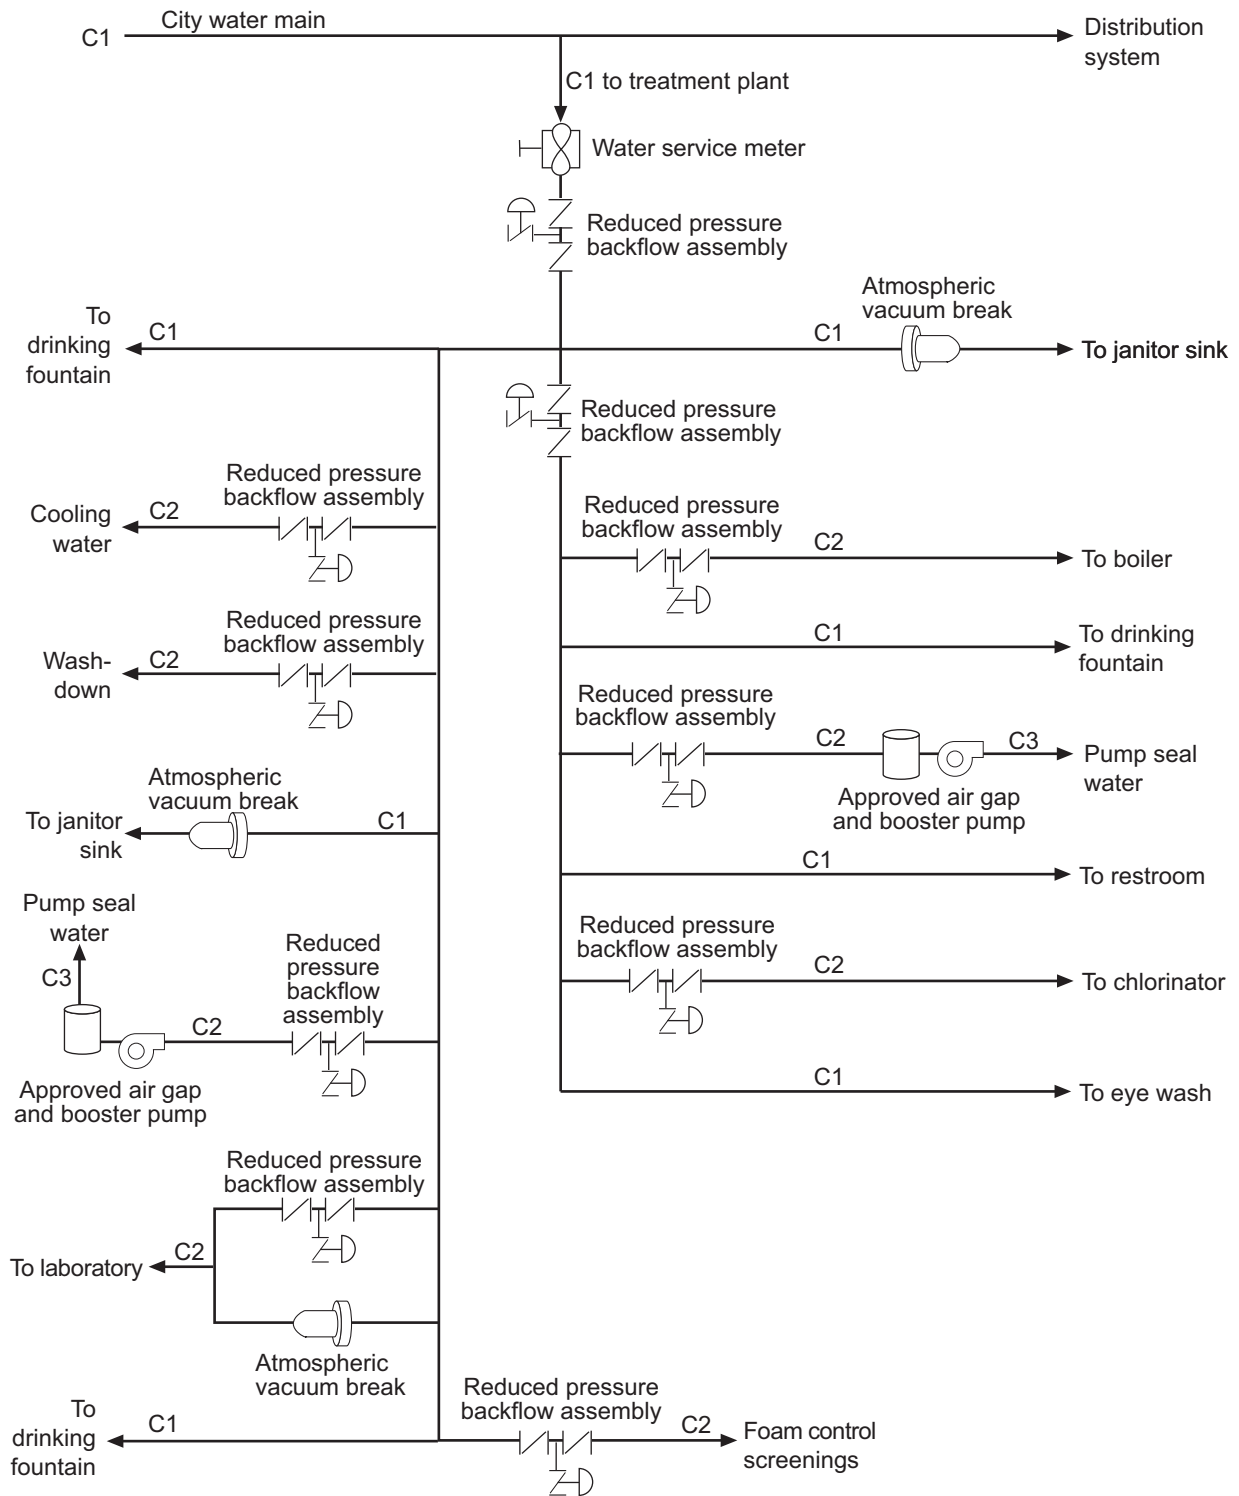 City water main
C1
Distribution
system
C1 to treatment plant
Water service meter
Reduced pressure
backflow assembly
Atmospheric
vacuum break
To
drinking
fountain
C1
C1
To janitor sink
Reduced pressure
backflow assembly
Reduced pressure
backflow assembly
Cooling
water
C2
Reduced pressure
backflow assembly
C2
To boiler
Reduced pressure
backflow assembly
Wash-
down
C2
C1
To drinking
fountain
Reduced pressure
backflow assembly
C2
C3
Pump seal
water
Approved air gap
and booster pump
Atmospheric
vacuum break
To janitor
sink
C1
C1
To restroom
Pump seal
water
C3
Reduced
pressure
backflow
assembly
C2
Approved air gap
and booster pump
Reduced pressure
backflow assembly
C2
To chlorinator
C1
To eye wash
Reduced pressure
backflow assembly
C2
To laboratory
Atmospheric
vacuum break
To
drinking
fountain
C1
Reduced pressure
backflow assembly
C2
Foam control
screenings